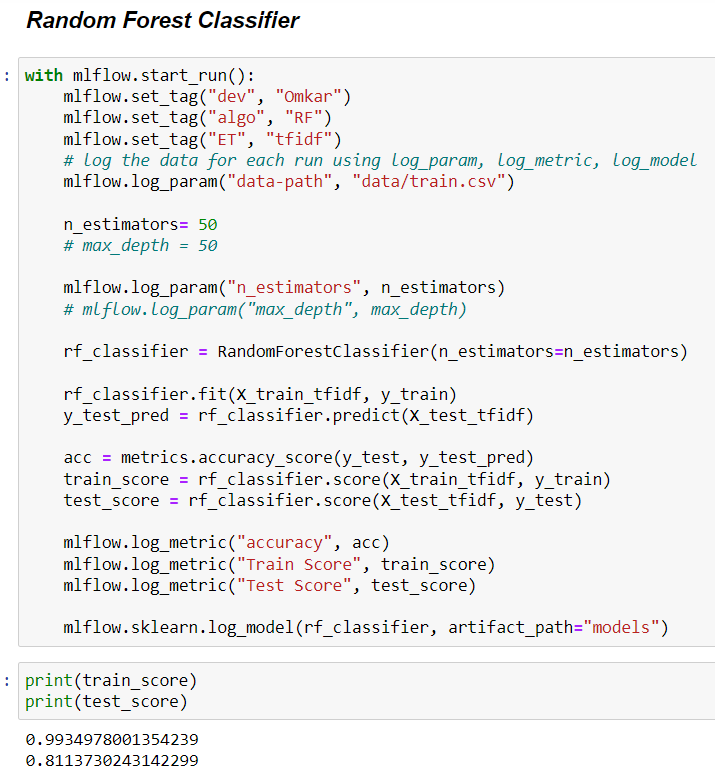 Random Forest Classifier
: with mlflow.start_run():
    mlflow.set_tag("dev", "Omkar")
    mlflow.set_tag("algo", "RF")
    mlflow.set_tag("ET", "tfidf")
    # log the data for each run using log_param, log_metric, log_model
    mlflow.log_param("data-path", "data/train.csv")
    n_estimators= 50
    # max_depth = 50
    mlflow.log_param("n_estimators", n_estimators)
    # mlflow.log_param("max_depth", max_depth)
    rf_classifier = RandomForestClassifier(n_estimators=n_estimators)
    rf_classifier.fit(X_train_tfidf, y_train)
    y_test_pred = rf_classifier.predict(X_test_tfidf)
    acc = metrics.accuracy_score(y_test, y_test_pred)
    train_score = rf_classifier.score(X_train_tfidf, y_train)
    test_score = rf_classifier.score(X_test_tfidf, y_test)
    mlflow.log_metric("accuracy", acc)
    mlflow.log_metric("Train Score", train_score)
    mlflow.log_metric("Test Score", test_score)
    mlflow.sklearn.log_model(rf_classifier, artifact_path="models")
: print(train_score)
print(test_score)
0.9934978001354239
0.8113730243142299